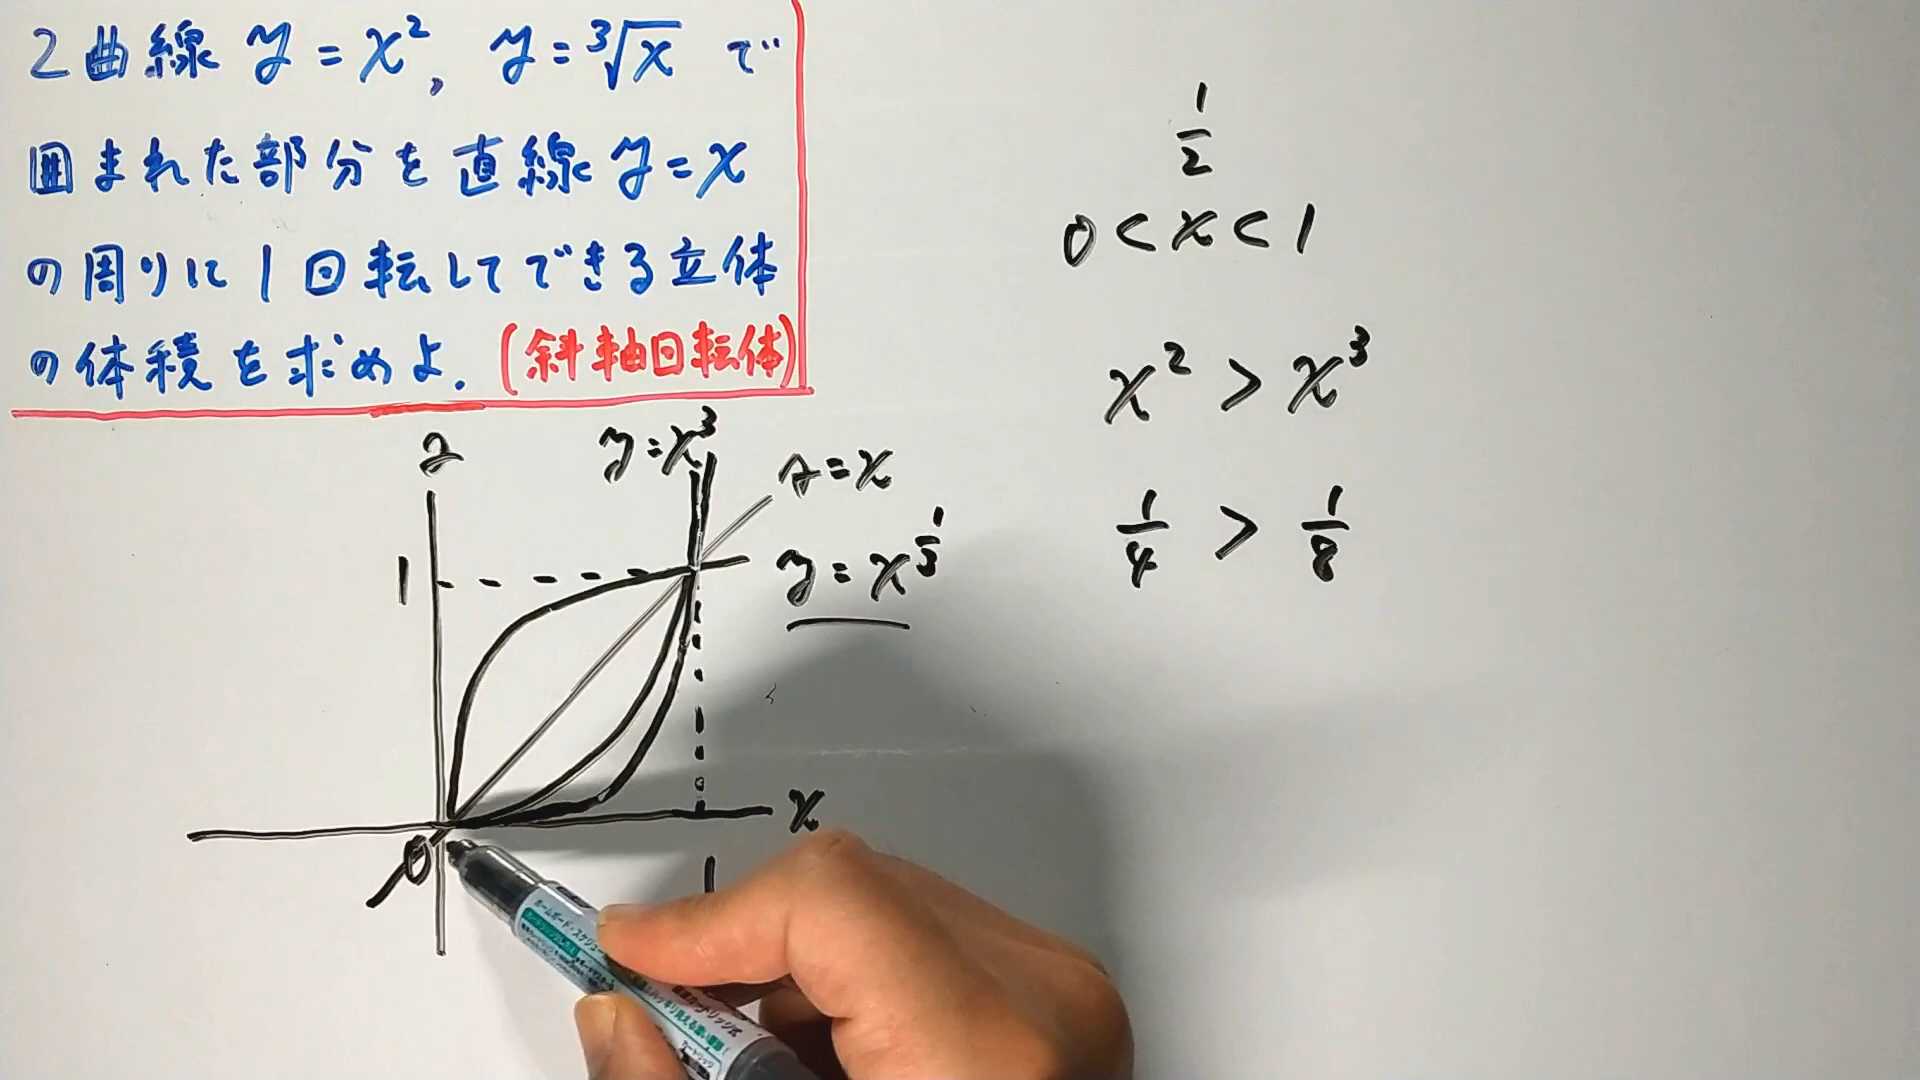 2曲線 y = x², y = ³√x で
囲まれた部分を直線 y = x
の周りに1回転してできる立体
の体積を求めよ. (斜軸回転体)
y
y = x³
y = x
y = x^{1/3}
1
x
0
1
1/2
0 < x < 1
x² > x³
1/4 > 1/8